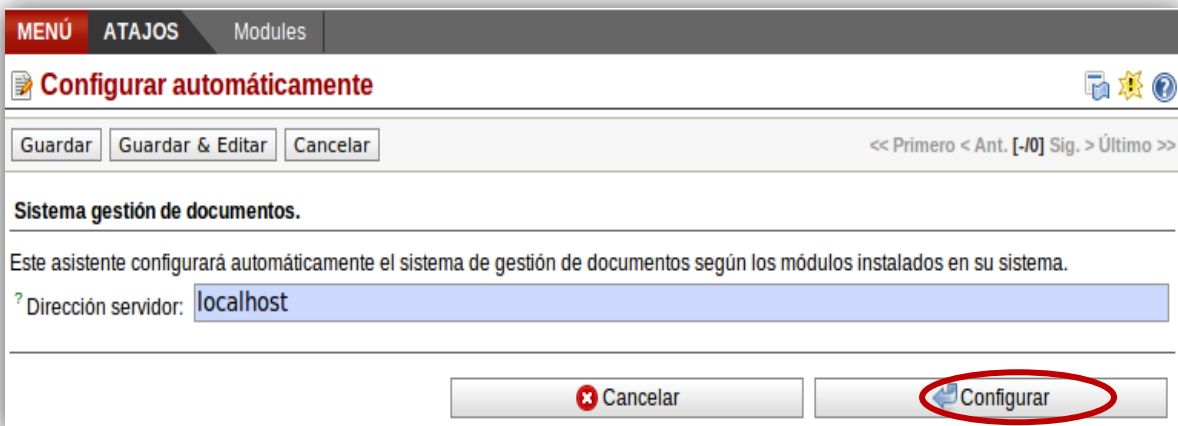 MENÚ ATAJOS Modules
Configurar automáticamente
Guardar Guardar & Editar Cancelar << Primero < Ant. [-/0] Sig. > Último >>
Sistema gestión de documentos.
Este asistente configurará automáticamente el sistema de gestión de documentos según los módulos instalados en su sistema.
? Dirección servidor: localhost
Cancelar Configurar